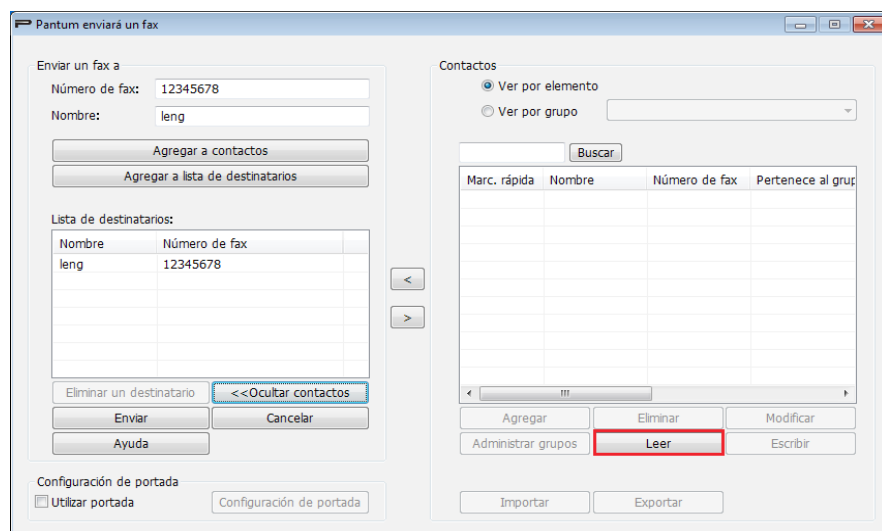 Pantum enviará un fax
Enviar un fax a
Número de fax: 12345678
Nombre: leng
Agregar a contactos
Agregar a lista de destinatarios
Lista de destinatarios:
Nombre Número de fax
leng 12345678
Eliminar un destinatario <<Ocultar contactos
Enviar Cancelar
Ayuda
Configuración de portada
Utilizar portada Configuración de portada
< 
>
Contactos
Ver por elemento
Ver por grupo
Buscar
Marc. rápida Nombre Número de fax Pertenece al grup
Agregar Eliminar Modificar
Administrar grupos Leer Escribir
Importar Exportar